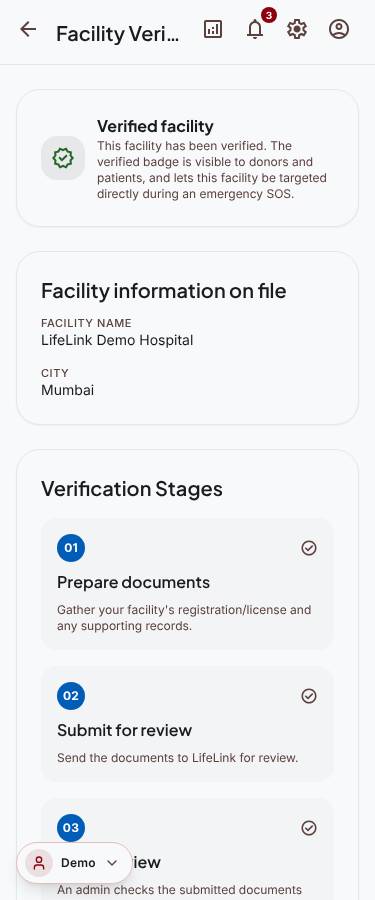 Facility Veri...
3
Verified facility
This facility has been verified. The
verified badge is visible to donors and
patients, and lets this facility be targeted
directly during an emergency SOS.
Facility information on file
FACILITY NAME
LifeLink Demo Hospital
CITY
Mumbai
Verification Stages
01
Prepare documents
Gather your facility's registration/license and
any supporting records.
02
Submit for review
Send the documents to LifeLink for review.
03
Demo
An admin checks the submitted documents